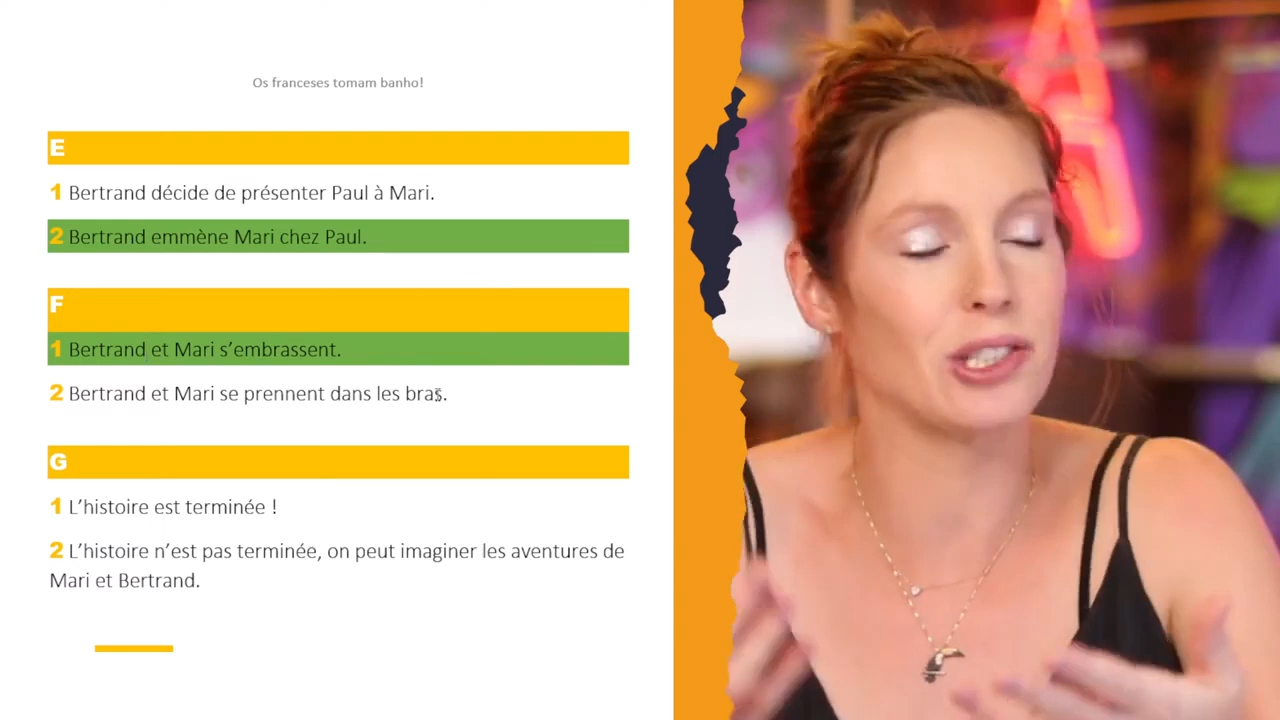 Os franceses tomam banho!
E
1 Bertrand décide de présenter Paul à Mari.
2 Bertrand emmène Mari chez Paul.
F
1 Bertrand et Mari s’embrassent.
2 Bertrand et Mari se prennent dans les bras.
G
1 L’histoire est terminée !
2 L’histoire n’est pas terminée, on peut imaginer les aventures de
Mari et Bertrand.